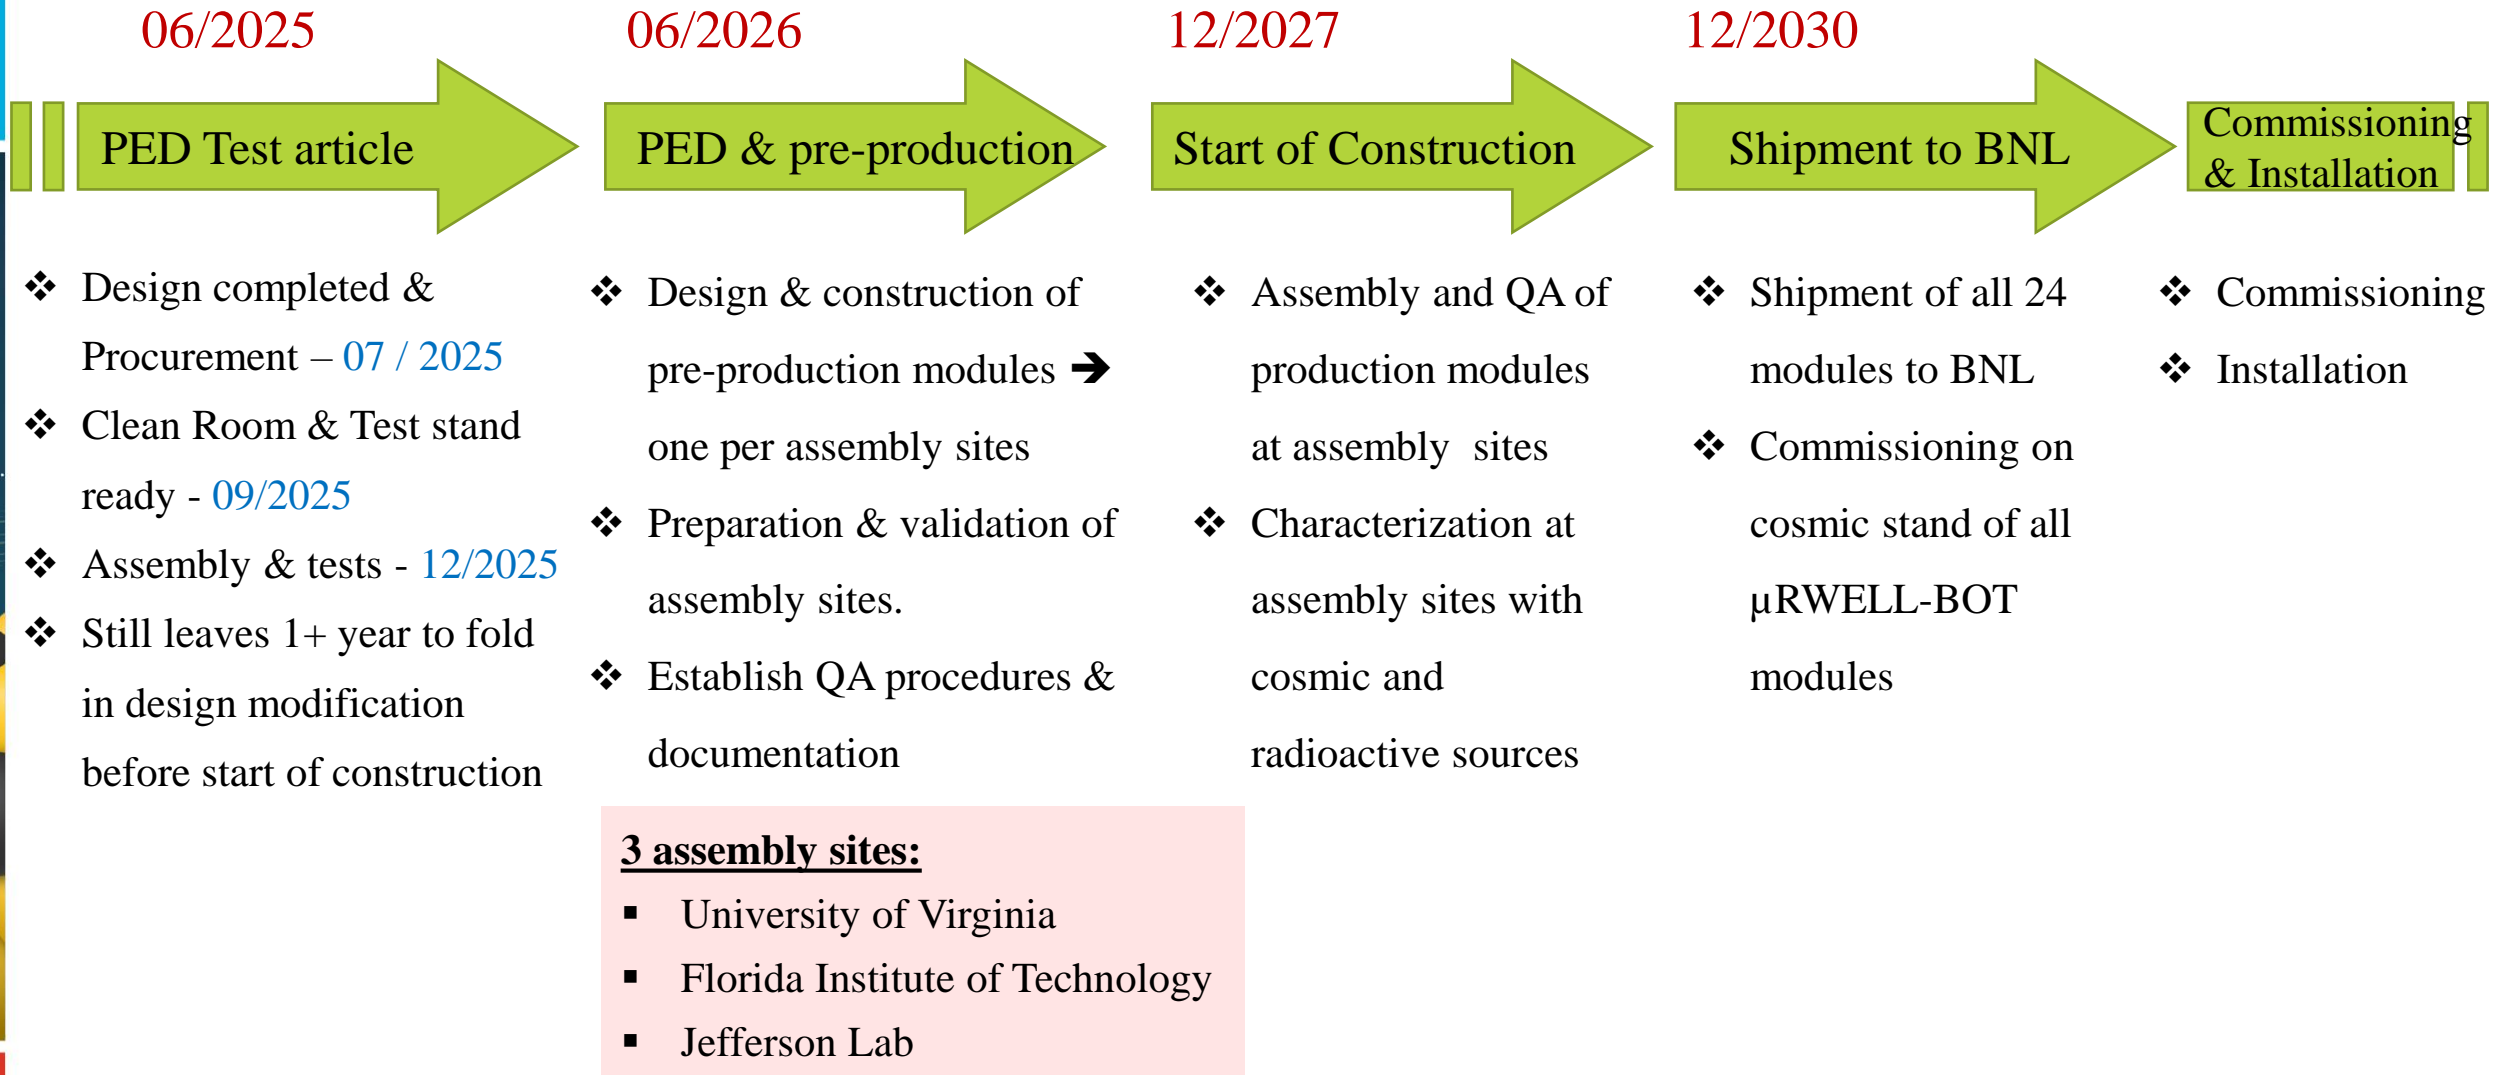 06/2025
06/2026
12/2027
12/2030
PED Test article
PED & pre-production
Start of Construction
Shipment to BNL
Commissioning
& Installation
❖ Design completed &
Procurement – 07 / 2025
❖ Clean Room & Test stand
ready - 09/2025
❖ Assembly & tests - 12/2025
❖ Still leaves 1+ year to fold
in design modification
before start of construction
❖ Design & construction of
pre-production modules ➔
one per assembly sites
❖ Preparation & validation of
assembly sites.
❖ Establish QA procedures &
documentation
3 assembly sites:
▪ University of Virginia
▪ Florida Institute of Technology
▪ Jefferson Lab
❖ Assembly and QA of
production modules
at assembly sites
❖ Characterization at
assembly sites with
cosmic and
radioactive sources
❖ Shipment of all 24
modules to BNL
❖ Commissioning on
cosmic stand of all
µRWELL-BOT
modules
❖ Commissioning
❖ Installation